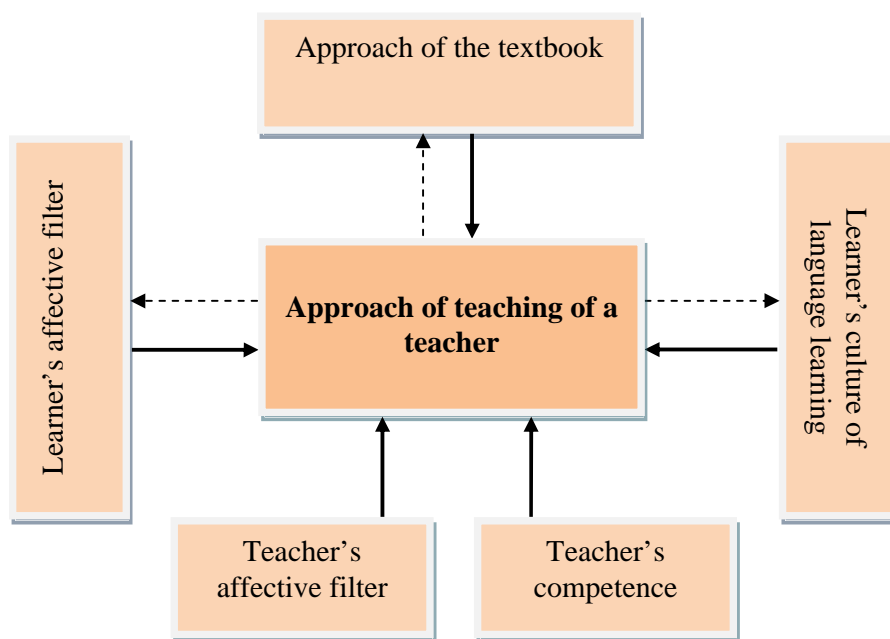 Approach of the textbook
Learner’s affective filter
Approach of teaching of a
teacher
Learner’s culture of
language learning
Teacher’s
affective filter
Teacher’s
competence